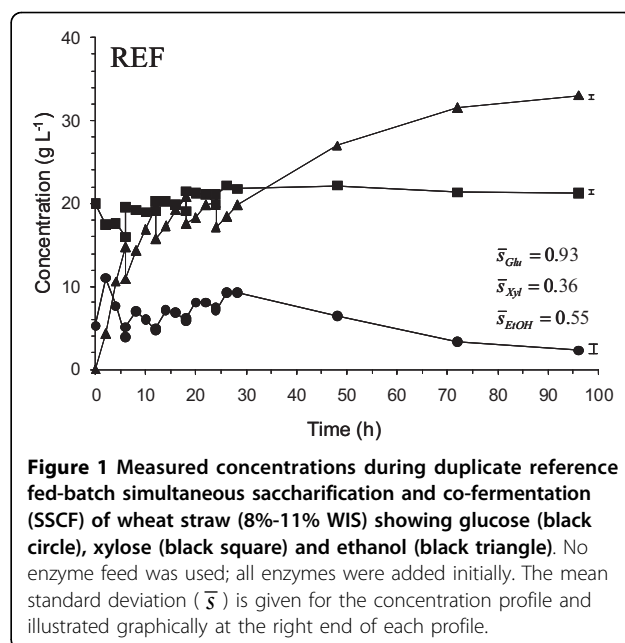 REF
40
30
20
10
0
Concentration (g L-1)
0 10 20 30 40 50 60 70 80 90 100
Time (h)
s̄Glu = 0.93
s̄Xyl = 0.36
s̄EtOH = 0.55
Figure 1 Measured concentrations during duplicate reference
fed-batch simultaneous saccharification and co-fermentation
(SSCF) of wheat straw (8%-11% WIS) showing glucose (black
circle), xylose (black square) and ethanol (black triangle). No
enzyme feed was used; all enzymes were added initially. The mean
standard deviation ( s̄ ) is given for the concentration profile and
illustrated graphically at the right end of each profile.